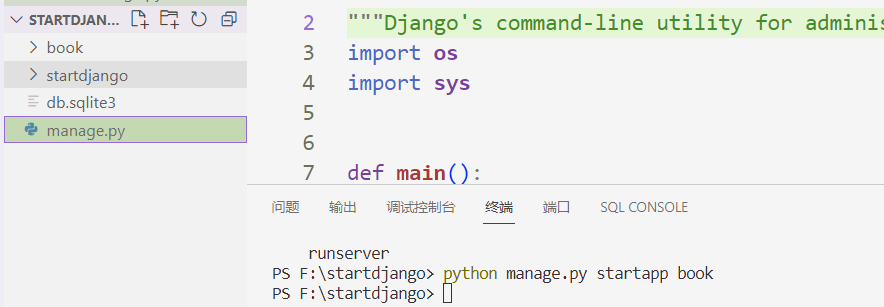 STARTDJAN...
book
startdjango
db.sqlite3
manage.py
2 """Django's command-line utility for adminis
3 import os
4 import sys
5
6
7 def main():
问题 输出 调试控制台 终端 端口 SQL CONSOLE
runserver
PS F:\startdjango> python manage.py startapp book
PS F:\startdjango>